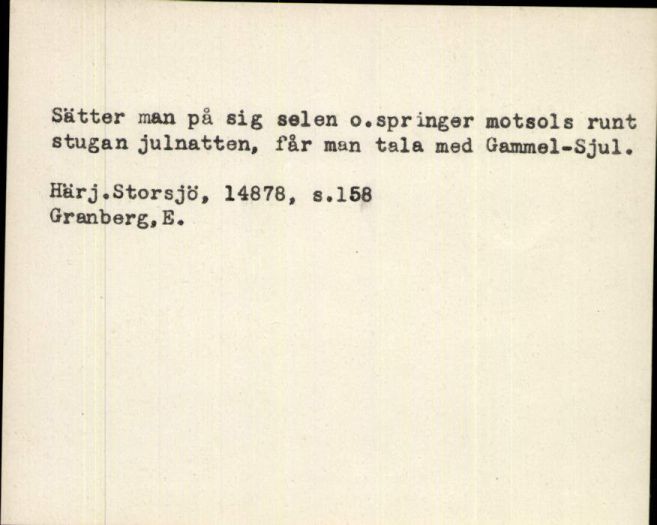 Sätter man på sig selen o.springer motsols runt
stugan julnatten, får man tala med Gammel-Sjul.
Härj.Storsjö, 14878, s.158
Granberg,E.